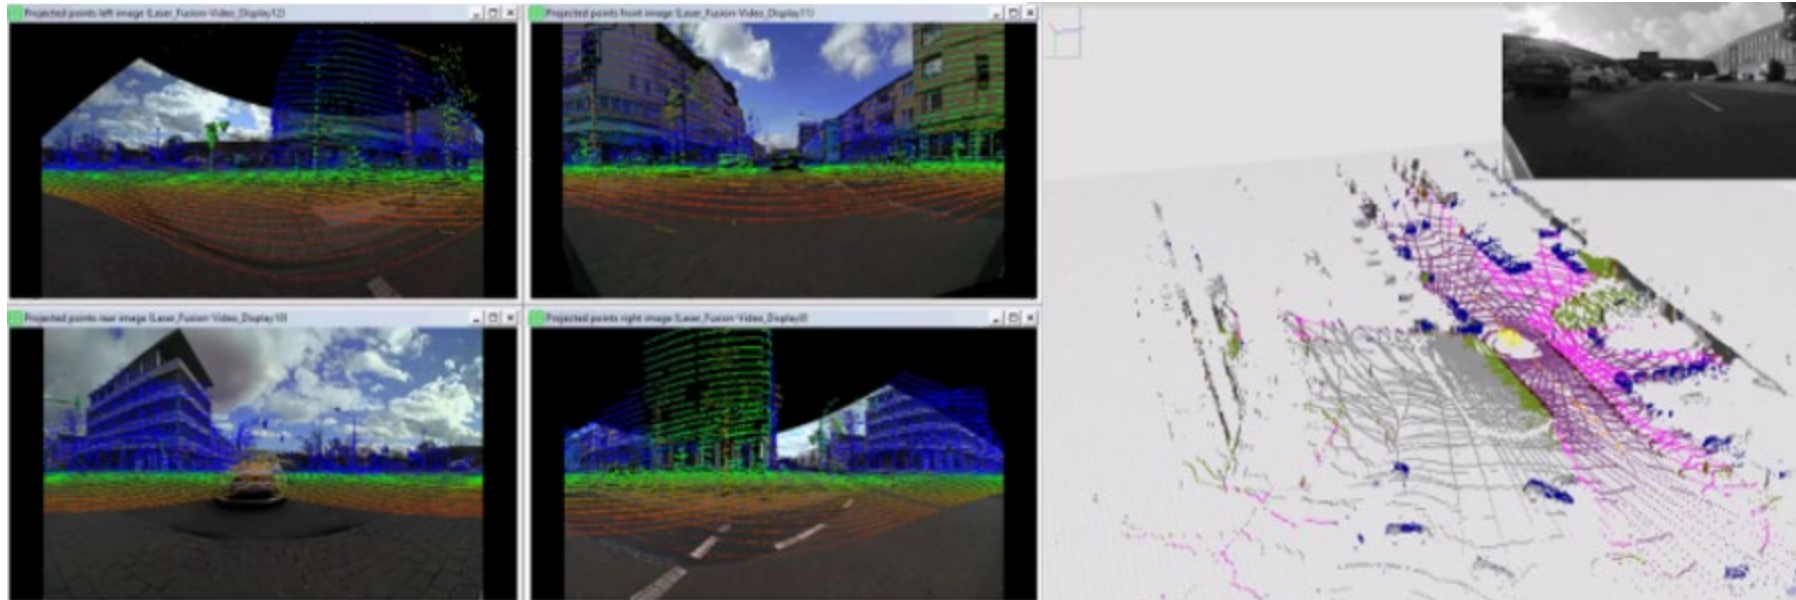 Projected points left image (Laser_Fusion-Video_Display12)
Projected points front image (Laser_Fusion-Video_Display11)
Projected points rear image (Laser_Fusion-Video_Display10)
Projected points right image (Laser_Fusion-Video_Display9)